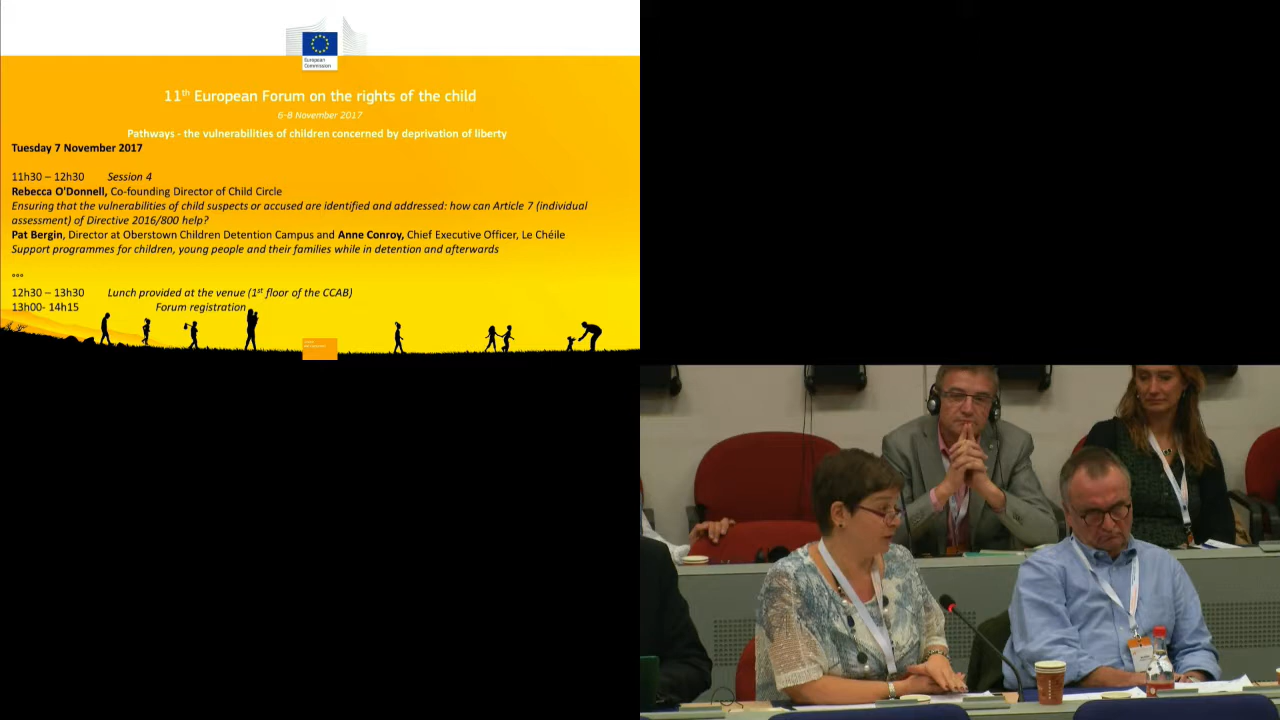 European
Commission
11th European Forum on the rights of the child
6-8 November 2017
Pathways - the vulnerabilities of children concerned by deprivation of liberty
Tuesday 7 November 2017
11h30 – 12h30 Session 4
Rebecca O'Donnell, Co-founding Director of Child Circle
Ensuring that the vulnerabilities of child suspects or accused are identified and addressed: how can Article 7 (individual
assessment) of Directive 2016/800 help?
Pat Bergin, Director at Oberstown Children Detention Campus and Anne Conroy, Chief Executive Officer, Le Chéile
Support programmes for children, young people and their families while in detention and afterwards
°°°
12h30 – 13h30 Lunch provided at the venue (1st floor of the CCAB)
13h00- 14h15 Forum registration